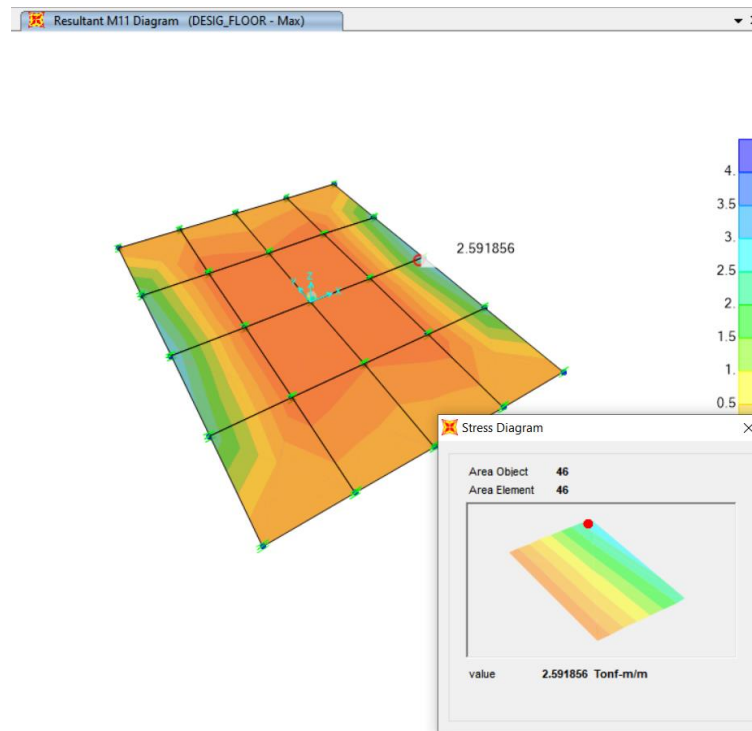 Resultant M11 Diagram (DESIG_FLOOR - Max)
2.591856
4.
3.5
3.
2.5
2.
1.5
1.
0.5
Stress Diagram
Area Object 46
Area Element 46
value 2.591856 Tonf-m/m